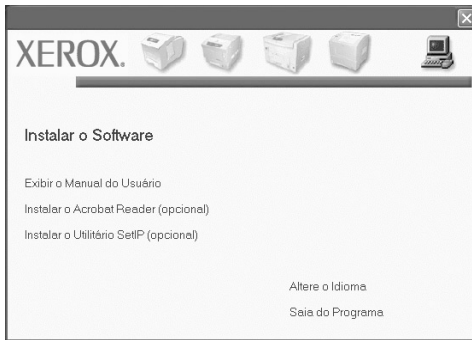 XEROX.
Instalar o Software
Exibir o Manual do Usuário
Instalar o Acrobat Reader (opcional)
Instalar o Utilitário SetIP (opcional)
Altere o Idioma
Saia do Programa